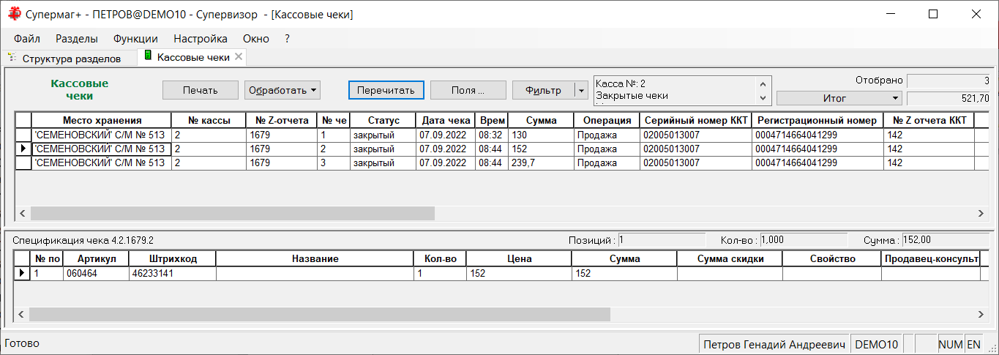 Супермаг+ - ПЕТРОВ@DEMO10 - Супервизор - [Кассовые чеки]
Файл Разделы Функции Настройка Окно ?
Структура разделов Кассовые чеки
Кассовые чеки Печать Обработать Перечитать Поля ... Фильтр
Касса №: 2
Закрытые чеки
Отобрано 3
Итог 521,70
Место хранения № кассы № Z-отчета № че Статус Дата чека Врем Сумма Операция Серийный номер ККТ Регистрационный номер № Z отчета ККТ
'СЕМЕНОВСКИЙ' С/М № 513 2 1679 1 закрытый 07.09.2022 08:32 130 Продажа 02005013007 0004714664041299 142
'СЕМЕНОВСКИЙ' С/М № 513 2 1679 2 закрытый 07.09.2022 08:44 152 Продажа 02005013007 0004714664041299 142
'СЕМЕНОВСКИЙ' С/М № 513 2 1679 3 закрытый 07.09.2022 08:44 239,7 Продажа 02005013007 0004714664041299 142
Спецификация чека 4.2.1679.2 Позиций : 1 Кол-во : 1,000 Сумма : 152,00
№ по Артикул Штрихкод Название Кол-во Цена Сумма Сумма скидки Свойство Продавец-консульт
1 060464 46233141 1 152 152
Готово Петров Генадий Андреевич DEMO10 NUM EN